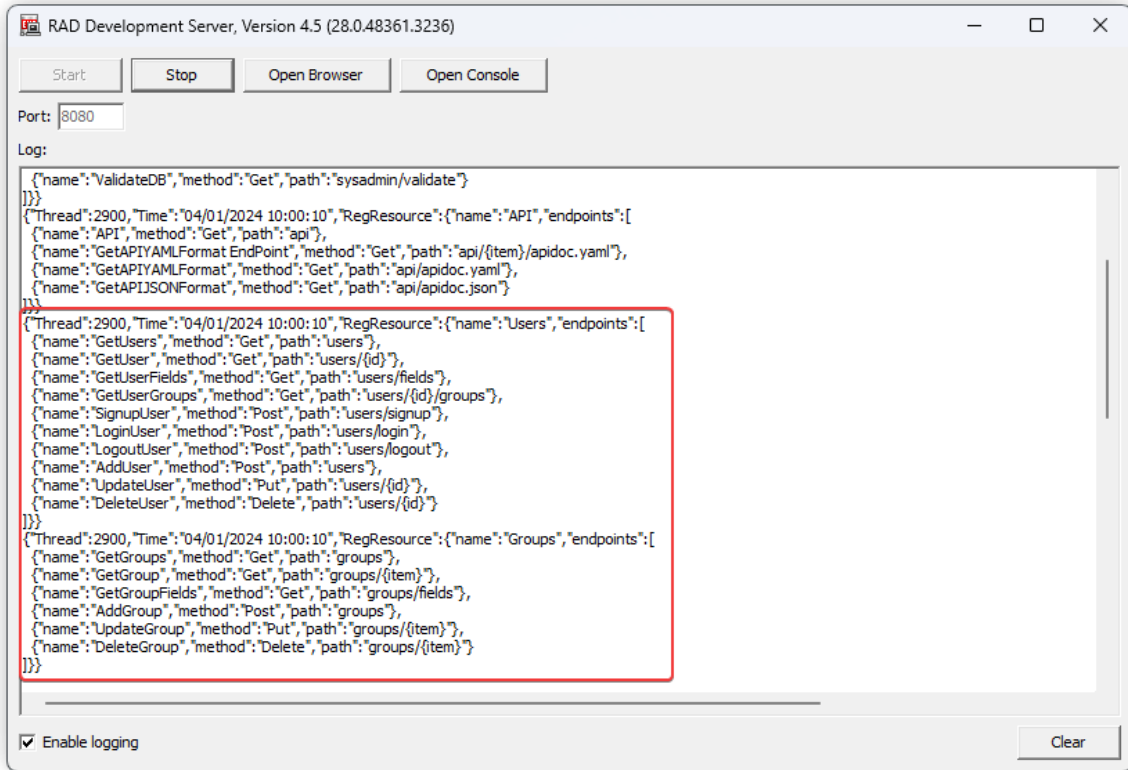 RAD Development Server, Version 4.5 (28.0.48361.3236)
Start Stop Open Browser Open Console
Port: 8080
Log:
{"name":"ValidateDB","method":"Get","path":"sysadmin/validate"}
]}}
{"Thread":2900,"Time":"04/01/2024 10:00:10","RegResource":{"name":"API","endpoints":[
{"name":"API","method":"Get","path":"api"},
{"name":"GetAPIYAMLFormat EndPoint","method":"Get","path":"api/{item}/apidoc.yaml"},
{"name":"GetAPIYAMLFormat","method":"Get","path":"api/apidoc.yaml"},
{"name":"GetAPIJSONFormat","method":"Get","path":"api/apidoc.json"}
]}}
{"Thread":2900,"Time":"04/01/2024 10:00:10","RegResource":{"name":"Users","endpoints":[
{"name":"GetUsers","method":"Get","path":"users"},
{"name":"GetUser","method":"Get","path":"users/{id}"},
{"name":"GetUserFields","method":"Get","path":"users/fields"},
{"name":"GetUserGroups","method":"Get","path":"users/{id}/groups"},
{"name":"SignupUser","method":"Post","path":"users/signup"},
{"name":"LoginUser","method":"Post","path":"users/login"},
{"name":"LogoutUser","method":"Post","path":"users/logout"},
{"name":"AddUser","method":"Post","path":"users"},
{"name":"UpdateUser","method":"Put","path":"users/{id}"},
{"name":"DeleteUser","method":"Delete","path":"users/{id}"}
]}}
{"Thread":2900,"Time":"04/01/2024 10:00:10","RegResource":{"name":"Groups","endpoints":[
{"name":"GetGroups","method":"Get","path":"groups"},
{"name":"GetGroup","method":"Get","path":"groups/{item}"},
{"name":"GetGroupFields","method":"Get","path":"groups/fields"},
{"name":"AddGroup","method":"Post","path":"groups"},
{"name":"UpdateGroup","method":"Put","path":"groups/{item}"},
{"name":"DeleteGroup","method":"Delete","path":"groups/{item}"}
]}}
Enable logging Clear